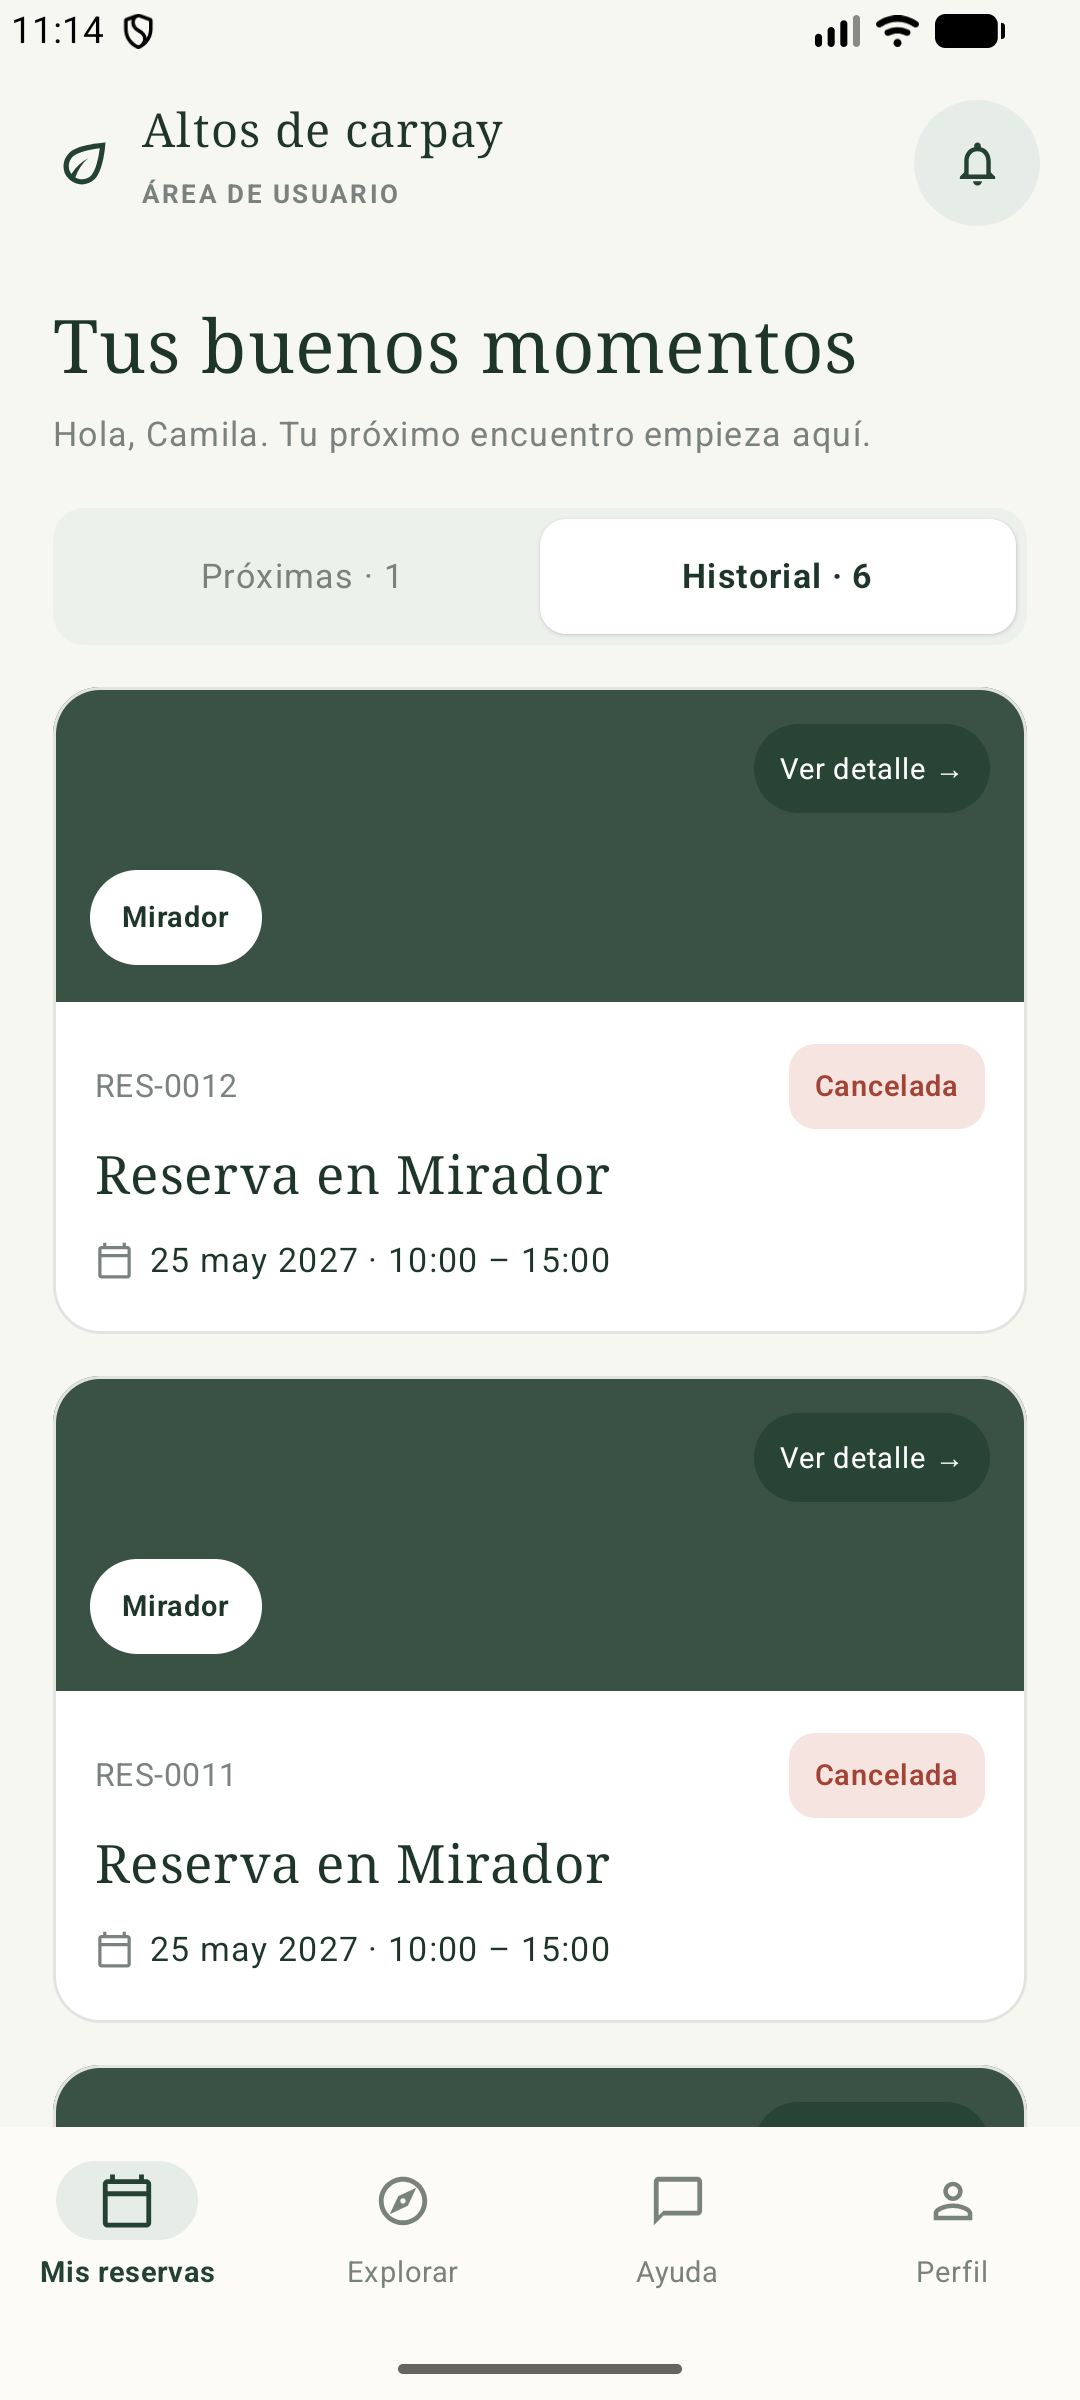 11:14
Altos de carpay
ÁREA DE USUARIO
Tus buenos momentos
Hola, Camila. Tu próximo encuentro empieza aquí.
Próximas · 1
Historial · 6
Ver detalle →
Mirador
RES-0012
Cancelada
Reserva en Mirador
25 may 2027 · 10:00 – 15:00
Ver detalle →
Mirador
RES-0011
Cancelada
Reserva en Mirador
25 may 2027 · 10:00 – 15:00
Mis reservas
Explorar
Ayuda
Perfil